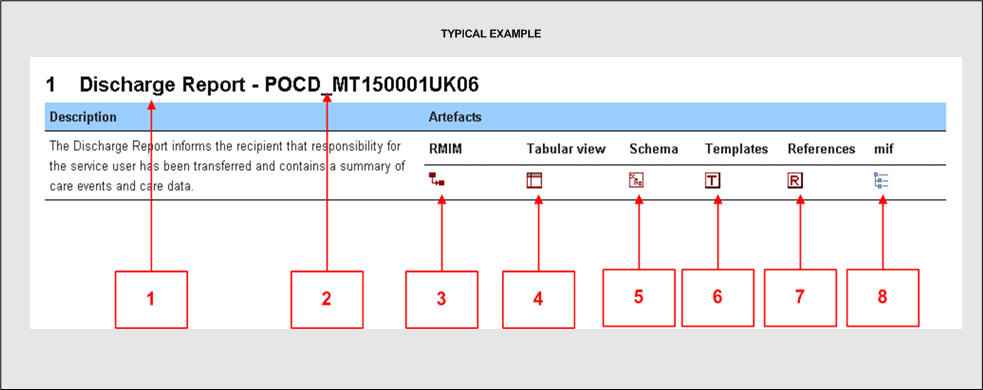 TYPICAL EXAMPLE
1 Discharge Report - POCD_MT150001UK06
Description Artefacts
The Discharge Report informs the recipient that responsibility for
the service user has been transferred and contains a summary of
care events and care data.
RMIM Tabular view Schema Templates References mif
T R
1 2 3 4 5 6 7 8